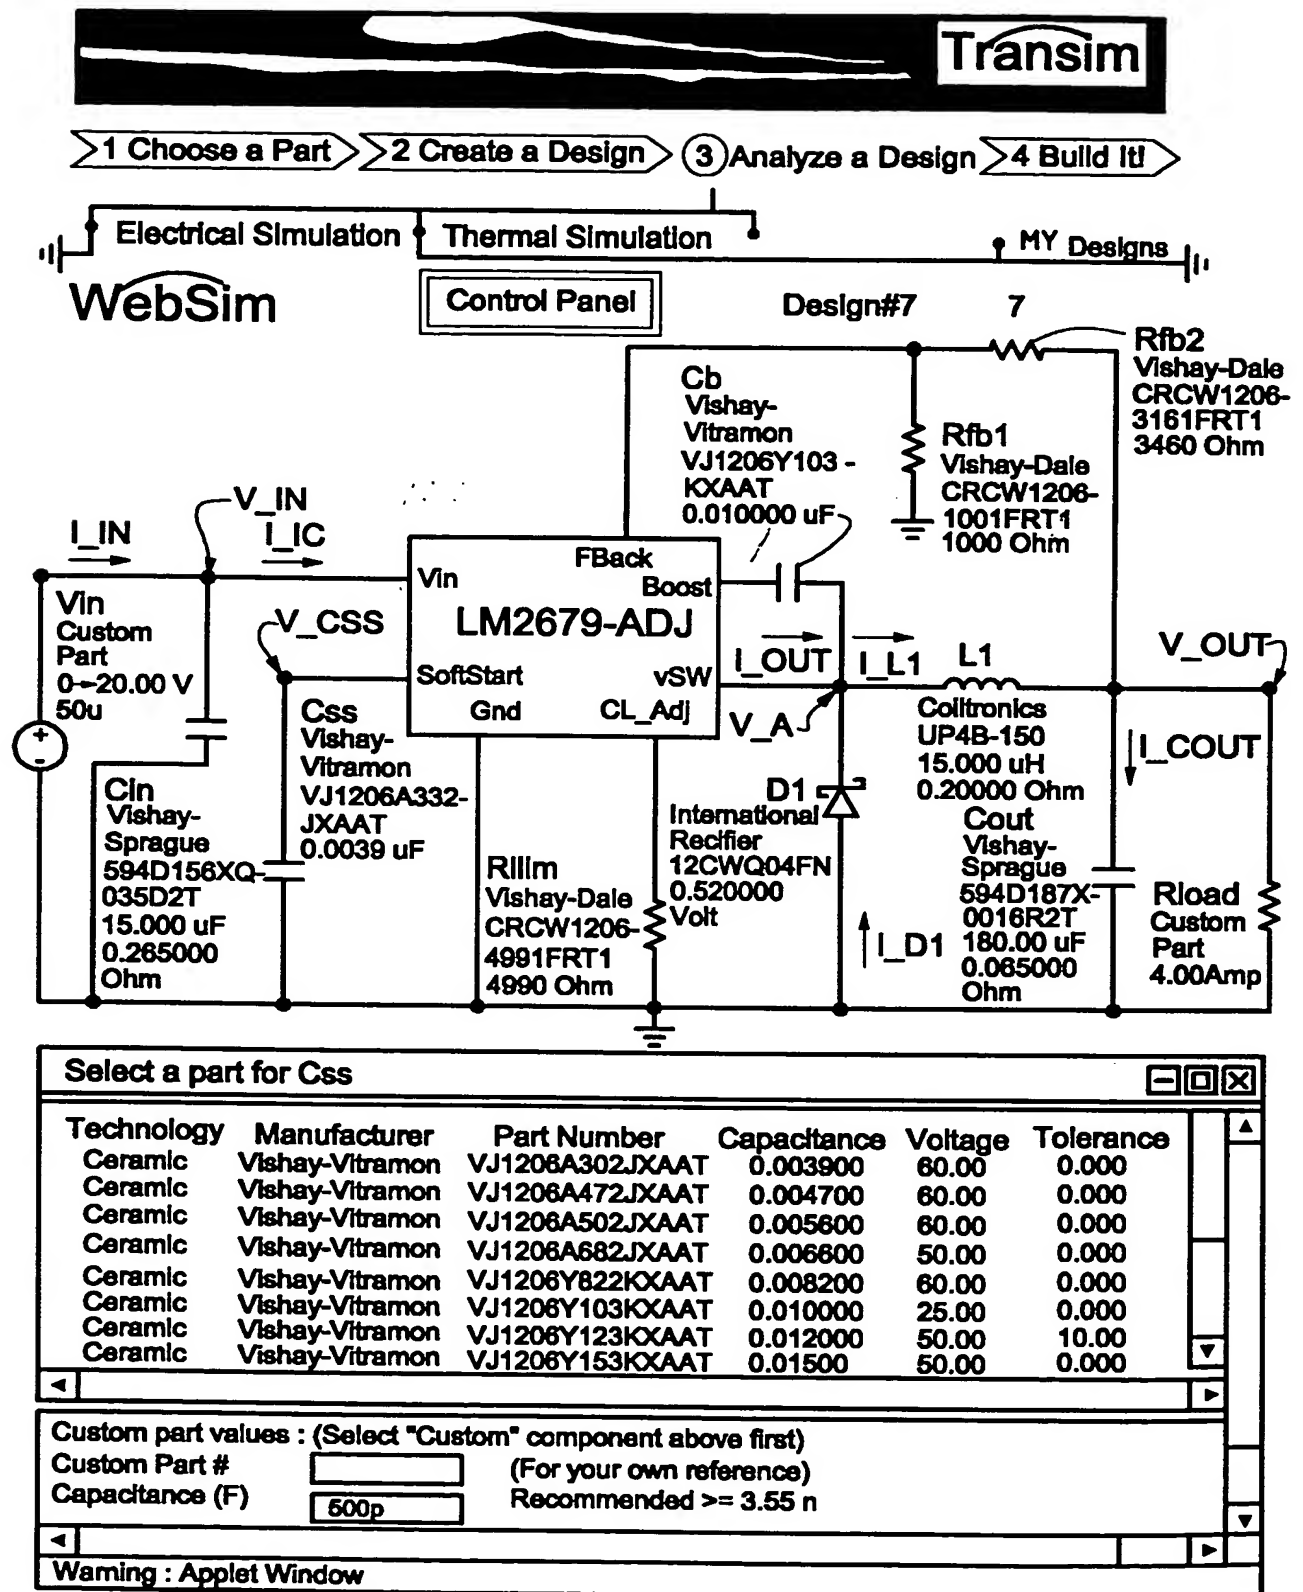 Transim
1 Choose a Part
2 Create a Design
3 Analyze a Design
4 Build It!
Electrical Simulation
Thermal Simulation
MY Designs
WebSim
Control Panel
Design#7
7
Rfb2
Vishay-Dale
CRCW1206-
3161FRT1
3460 Ohm
Cb
Vishay-
Vitramon
VJ1206Y103 -
KXAAT
0.010000 uF
Rfb1
Vishay-Dale
CRCW1206-
1001FRT1
1000 Ohm
V_IN
I_IN
I_IC
Vin
FBack
Boost
LM2679-ADJ
SoftStart
vSW
Gnd
CL_Adj
Vin
Custom
Part
0→20.00 V
50u
+
-
V_CSS
I_OUT
I_L1
L1
V_OUT
V_A
Css
Vishay-
Vitramon
VJ1206A332-
JXAAT
0.0039 uF
Coiltronics
UP4B-150
15.000 uH
0.20000 Ohm
I_COUT
Cin
Vishay-
Sprague
594D156XQ-
035D2T
15.000 uF
0.265000
Ohm
Rilim
Vishay-Dale
CRCW1206-
4991FRT1
4990 Ohm
D1
International
Recifier
12CWQ04FN
0.520000
Volt
I_D1
Cout
Vishay-
Sprague
594D187X-
0016R2T
180.00 uF
0.065000
Ohm
Rload
Custom
Part
4.00Amp
Select a part for Css
Technology Manufacturer Part Number Capacitance Voltage Tolerance
Ceramic Vishay-Vitramon VJ1206A302JXAAT 0.003900 60.00 0.000
Ceramic Vishay-Vitramon VJ1206A472JXAAT 0.004700 60.00 0.000
Ceramic Vishay-Vitramon VJ1206A502JXAAT 0.005600 60.00 0.000
Ceramic Vishay-Vitramon VJ1206A682JXAAT 0.006600 50.00 0.000
Ceramic Vishay-Vitramon VJ1206Y822KXAAT 0.008200 60.00 0.000
Ceramic Vishay-Vitramon VJ1206Y103KXAAT 0.010000 25.00 0.000
Ceramic Vishay-Vitramon VJ1206Y123KXAAT 0.012000 50.00 10.00
Ceramic Vishay-Vitramon VJ1206Y153KXAAT 0.01500 50.00 0.000
Custom part values : (Select "Custom" component above first)
Custom Part # (For your own reference)
Capacitance (F) 500p Recommended >= 3.55 n
Warning : Applet Window